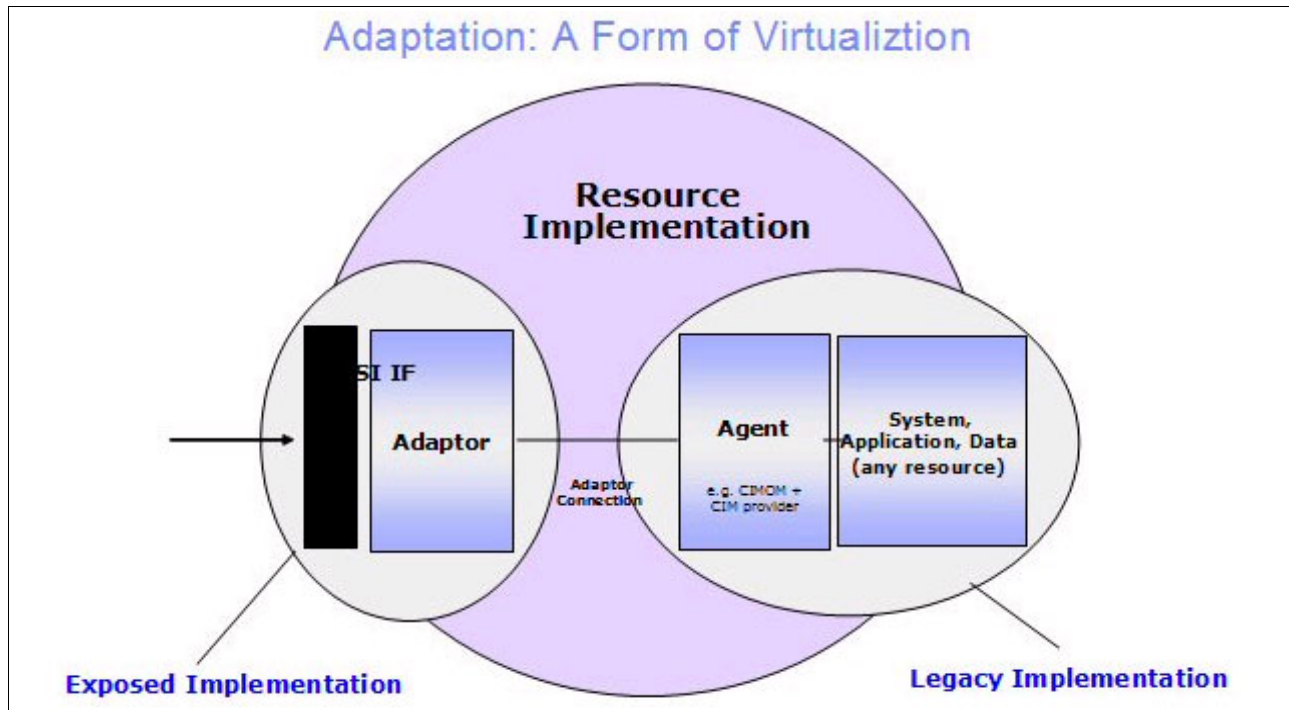 Adaptation: A Form of Virtualiztion
Resource
Implementation
SI IF
Adaptor
Adaptor
Connection
Agent
e.g. CIMOM +
CIM provider
System,
Application, Data
(any resource)
Exposed Implementation
Legacy Implementation